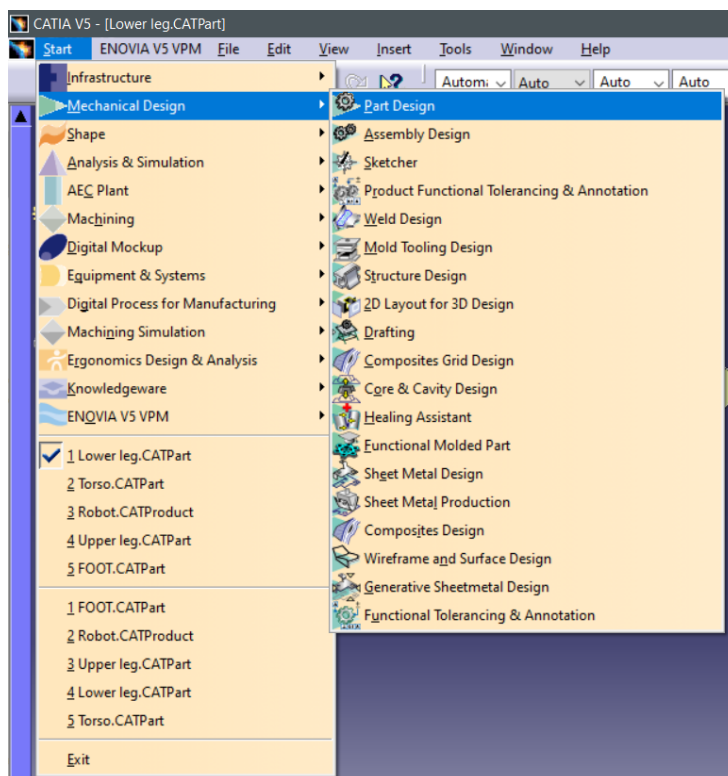 CATIA V5 - [Lower leg.CATPart]
Start ENOVIA V5 VPM File Edit View Insert Tools Window Help
Auto Auto Auto
Infrastructure
Mechanical Design
Shape
Analysis & Simulation
AEC Plant
Machining
Digital Mockup
Equipment & Systems
Digital Process for Manufacturing
Machining Simulation
Ergonomics Design & Analysis
Knowledgeware
ENOVIA V5 VPM
1 Lower leg.CATPart
2 Torso.CATPart
3 Robot.CATProduct
4 Upper leg.CATPart
5 FOOT.CATPart
1 FOOT.CATPart
2 Robot.CATProduct
3 Upper leg.CATPart
4 Lower leg.CATPart
5 Torso.CATPart
Exit
Part Design
Assembly Design
Sketcher
Product Functional Tolerancing & Annotation
Weld Design
Mold Tooling Design
Structure Design
2D Layout for 3D Design
Drafting
Composites Grid Design
Core & Cavity Design
Healing Assistant
Functional Molded Part
Sheet Metal Design
Sheet Metal Production
Composites Design
Wireframe and Surface Design
Generative Sheetmetal Design
Functional Tolerancing & Annotation